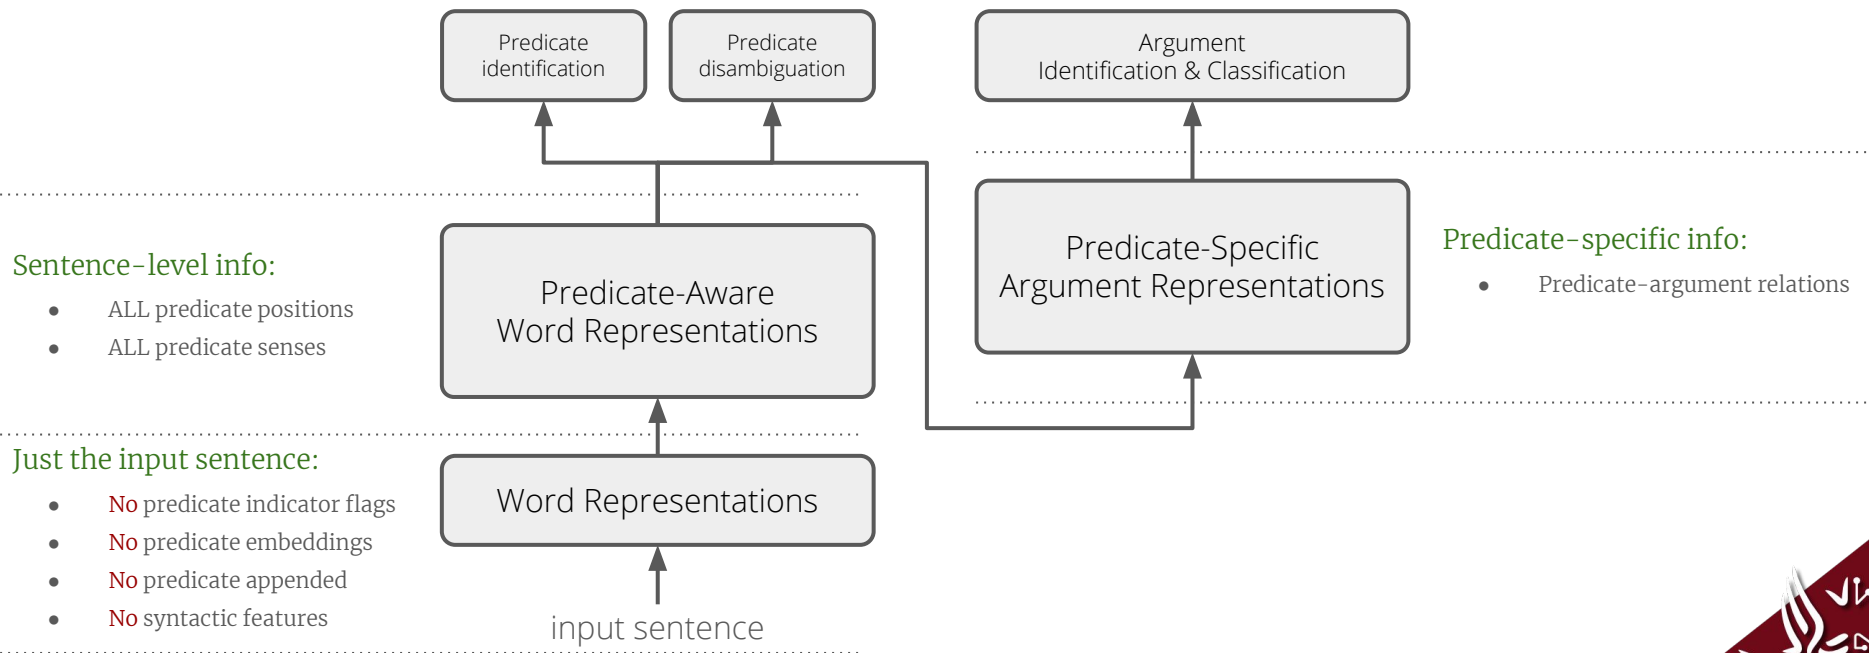 Predicate
identification
Predicate
disambiguation
Argument
Identification & Classification
Sentence-level info:
● ALL predicate positions
● ALL predicate senses
Predicate-Aware
Word Representations
Predicate-Specific
Argument Representations
Predicate-specific info:
● Predicate-argument relations
Just the input sentence:
● No predicate indicator flags
● No predicate embeddings
● No predicate appended
● No syntactic features
Word Representations
input sentence